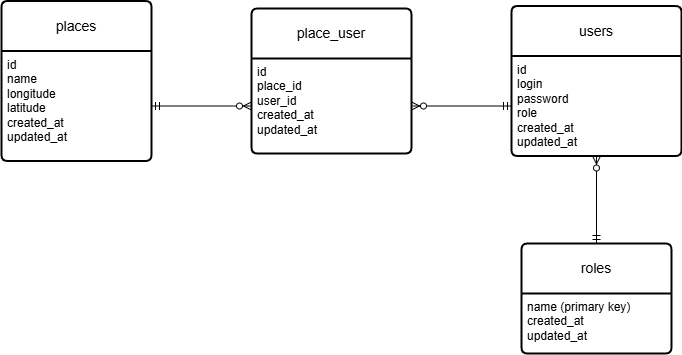 places
id
name
longitude
latitude
created_at
updated_at
place_user
id
place_id
user_id
created_at
updated_at
users
id
login
password
role
created_at
updated_at
roles
name (primary key)
created_at
updated_at